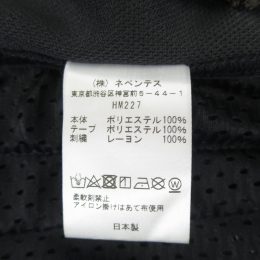 (株) ネペンテス
東京都渋谷区神宮前5-44-1
HM227
本体 ポリエステル100%
テープ ポリエステル100%
刺繍 レーヨン 100%
柔軟剤禁止
アイロン掛けはあて布使用
日本製